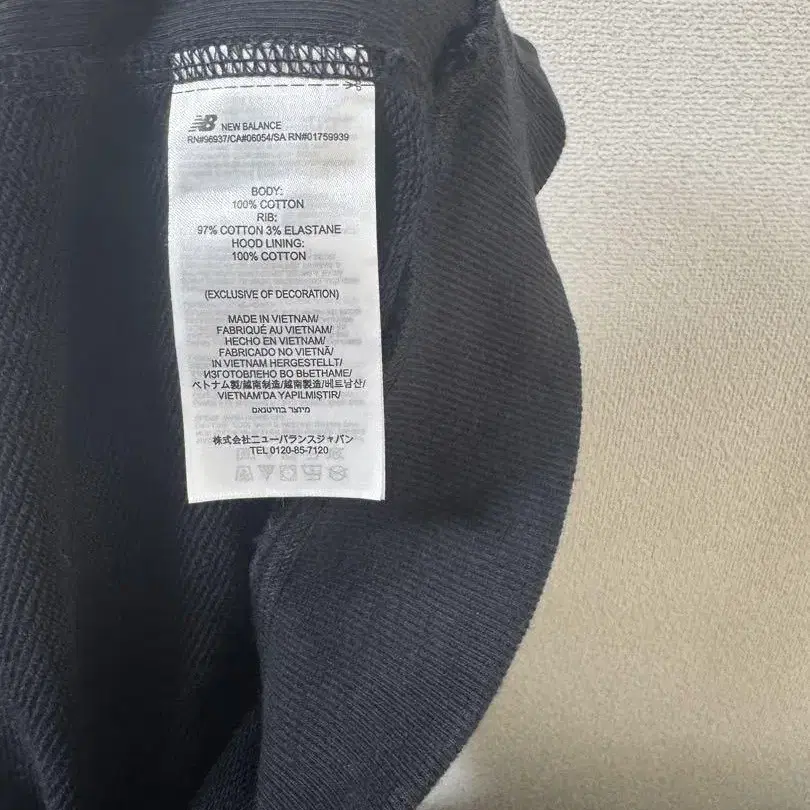 NB NEW BALANCE
RN#96937/CA#06054/SA RN#01759939
BODY:
100% COTTON
RIB:
97% COTTON 3% ELASTANE
HOOD LINING:
100% COTTON
(EXCLUSIVE OF DECORATION)
MADE IN VIETNAM/
FABRIQUÉ AU VIETNAM/
HECHO EN VIETNAM/
FABRICADO NO VIETNÃ/
IN VIETNAM HERGESTELLT/
ИЗГОТОВЛЕНО ВО ВЬЕТНАМЕ/
ベトナム製/越南制造/越南製造/베트남산/
VIETNAM'DA YAPILMIŞTIR/
מיוצר בווייטנאם
株式会社ニューバランスジャパン
TEL 0120-85-7120